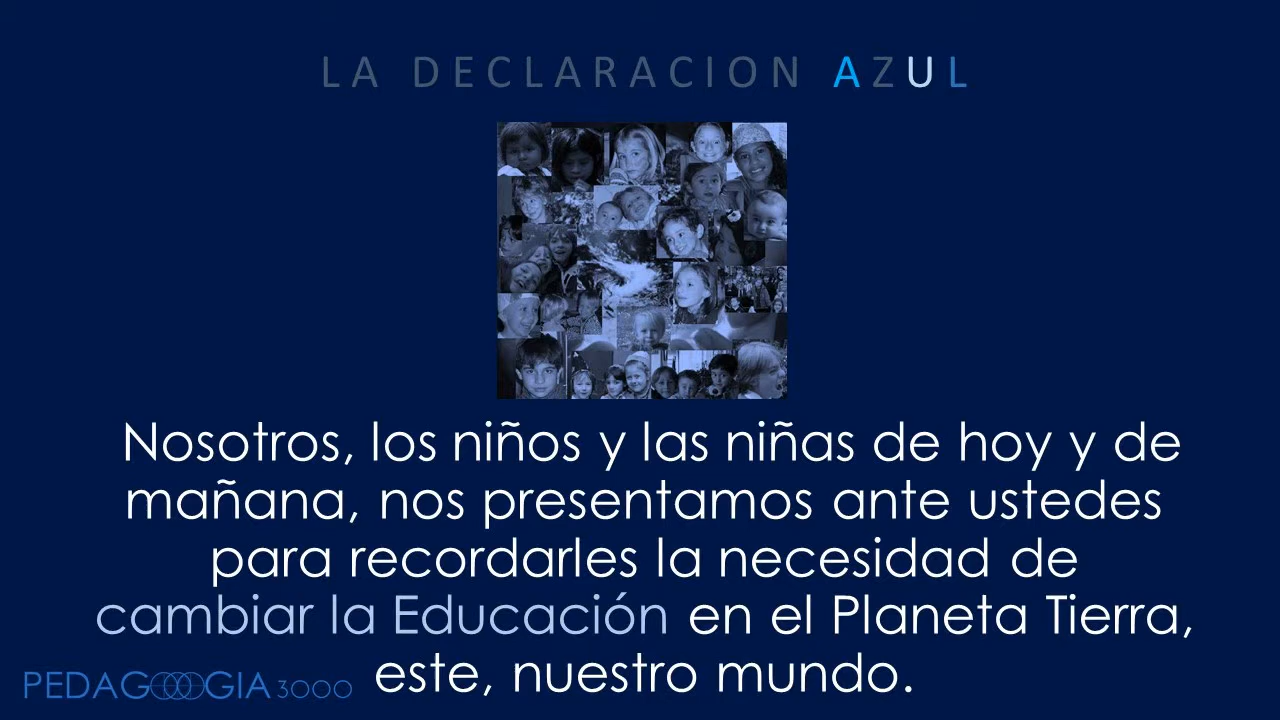 LA DECLARACION AZUL
Nosotros, los niños y las niñas de hoy y de
mañana, nos presentamos ante ustedes
para recordarles la necesidad de
cambiar la Educación en el Planeta Tierra,
este, nuestro mundo.
PEDAGOOOGIA 3000